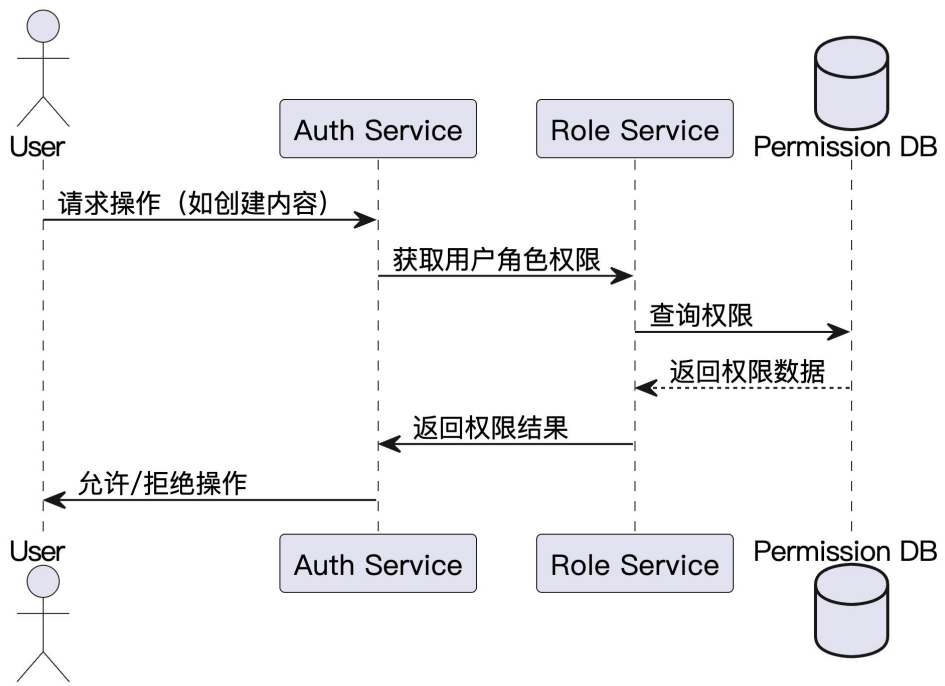 User
Auth Service
Role Service
Permission DB
请求操作（如创建内容）
获取用户角色权限
查询权限
返回权限数据
返回权限结果
允许/拒绝操作
User
Auth Service
Role Service
Permission DB